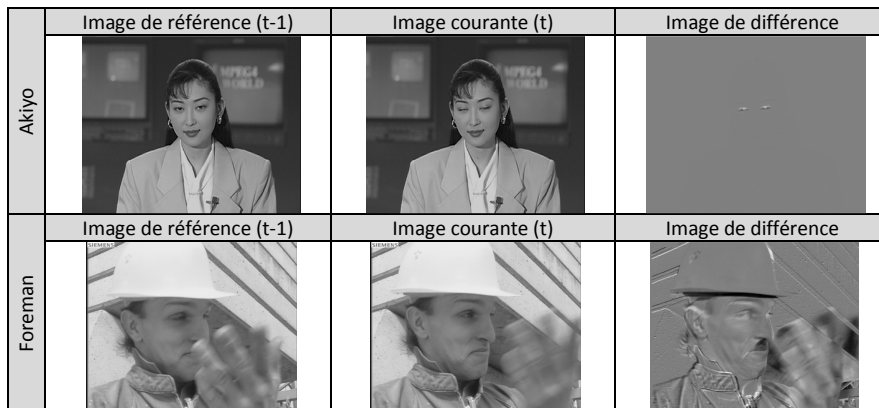 Image de référence (t-1)
Image courante (t)
Image de différence
Akiyo
MPEG4
WORLD
MPEG4
WORLD
Image de référence (t-1)
Image courante (t)
Image de différence
Foreman
SIEMENS
SIEMENS